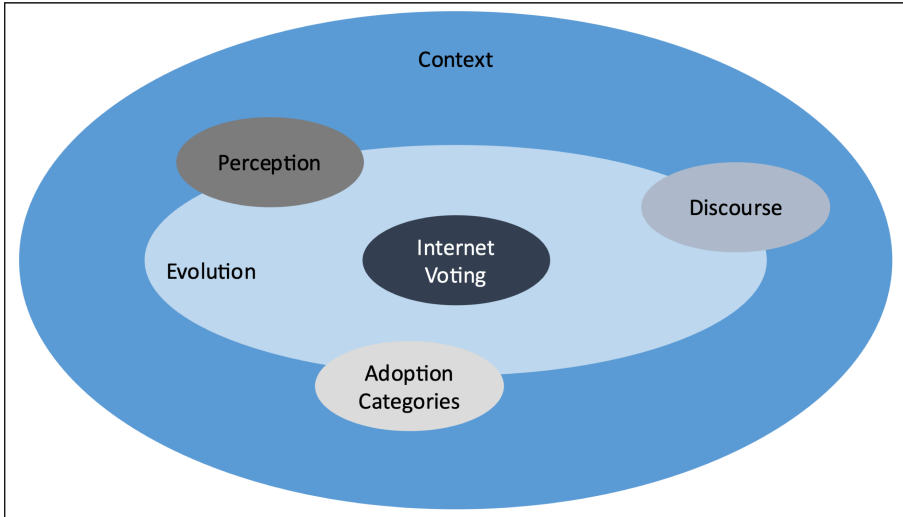 Context
Perception
Discourse
Internet
Voting
Evolution
Adoption
Categories